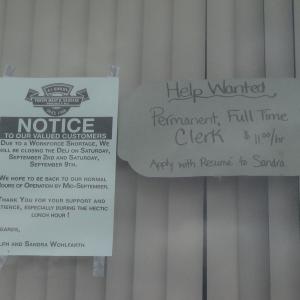 NOTICE
TO OUR VALUED CUSTOMERS
DUE TO A WORKFORCE SHORTAGE, WE
WILL BE CLOSING THE DELI ON SATURDAY,
SEPTEMBER 2ND AND SATURDAY,
SEPTEMBER 9TH.
WE HOPE TO BE BACK TO OUR NORMAL
HOURS OF OPERATION BY MID-SEPTEMBER.
THANK YOU FOR YOUR SUPPORT AND
PATIENCE, ESPECIALLY DURING THE HECTIC
LUNCH HOUR !
AND SANDRA WOHLFARTH
Help Wanted
Permanent, Full Time
Clerk $11.00/hr
Apply with Resume to Sandra